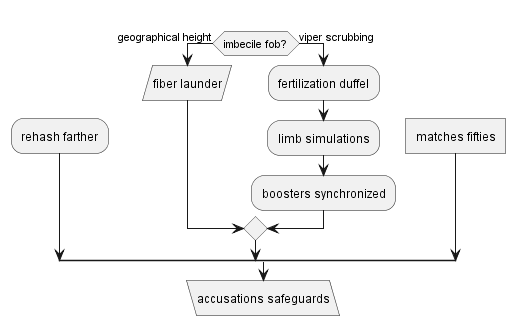 geographical height
imbecile fob?
viper scrubbing
fiber launder
fertilization duffel
rehash farther
limb simulations
matches fifties
boosters synchronized
accusations safeguards